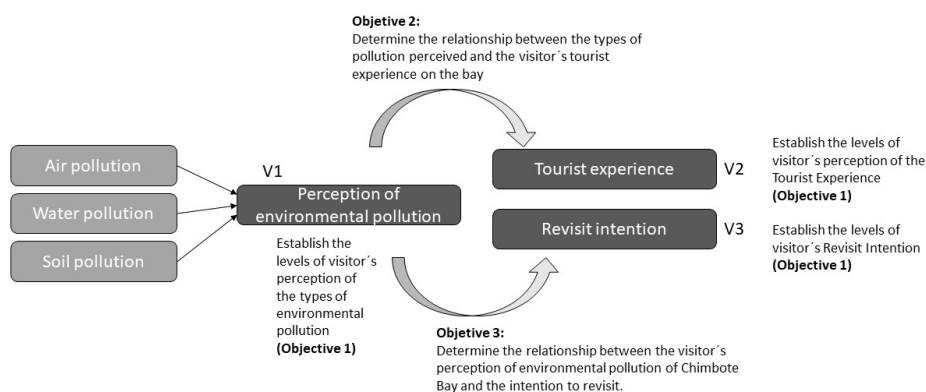 Objetive 2:
Determine the relationship between the types of
pollution perceived and the visitor´s tourist
experience on the bay
Air pollution
Water pollution
Soil pollution
V1
Perception of
environmental pollution
Establish the
levels of visitor´s
perception of
the types of
environmental
pollution
(Objective 1)
Tourist experience
V2
Establish the levels of
visitor´s perception of the
Tourist Experience
(Objective 1)
Revisit intention
V3
Establish the levels of
visitor´s Revisit Intention
(Objective 1)
Objetive 3:
Determine the relationship between the visitor´s
perception of environmental pollution of Chimbote
Bay and the intention to revisit.